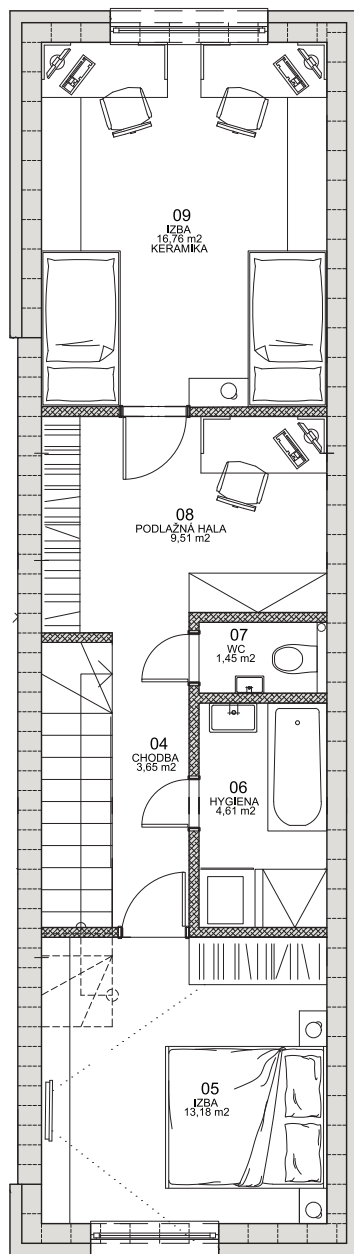 09
IZBA
16,76 m2
KERAMIKA
08
PODLAŽNÁ HALA
9,51 m2
07
WC
1,45 m2
04
CHODBA
3,65 m2
06
HYGIENA
4,61 m2
05
IZBA
13,18 m2